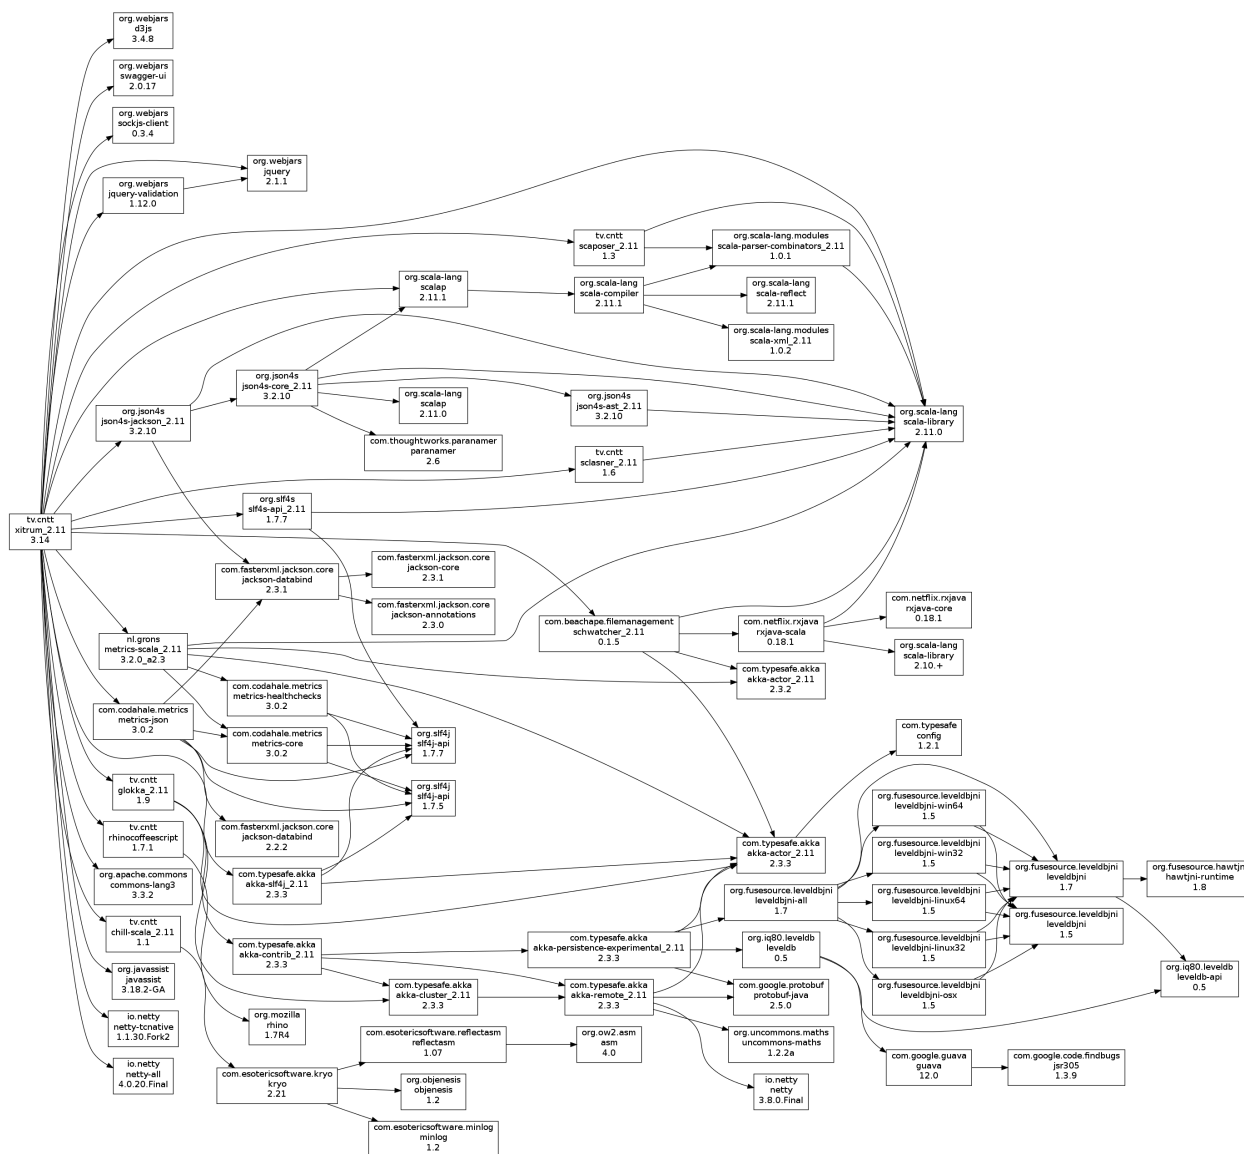 org.webjars
d3js
3.4.8
org.webjars
swagger-ui
2.0.17
org.webjars
sockjs-client
0.3.4
org.webjars
jquery
2.1.1
org.webjars
jquery-validation
1.12.0
tv.cntt
scaposer_2.11
1.3
org.scala-lang.modules
scala-parser-combinators_2.11
1.0.1
org.scala-lang
scalap
2.11.1
org.scala-lang
scala-compiler
2.11.1
org.scala-lang
scala-reflect
2.11.1
org.scala-lang.modules
scala-xml_2.11
1.0.2
org.json4s
json4s-core_2.11
3.2.10
org.scala-lang
scalap
2.11.0
org.json4s
json4s-ast_2.11
3.2.10
org.json4s
json4s-jackson_2.11
3.2.10
org.scala-lang
scala-library
2.11.0
com.thoughtworks.paranamer
paranamer
2.6
tv.cntt
sclasner_2.11
1.6
org.slf4s
slf4s-api_2.11
1.7.7
tv.cntt
xitrum_2.11
3.14
com.fasterxml.jackson.core
jackson-core
2.3.1
com.fasterxml.jackson.core
jackson-databind
2.3.1
com.fasterxml.jackson.core
jackson-annotations
2.3.0
com.beachape.filemanagement
schwatcher_2.11
0.1.5
com.netflix.rxjava
rxjava-scala
0.18.1
com.netflix.rxjava
rxjava-core
0.18.1
org.scala-lang
scala-library
2.10.+
nl.grons
metrics-scala_2.11
3.2.0_a2.3
com.typesafe.akka
akka-actor_2.11
2.3.2
com.codahale.metrics
metrics-healthchecks
3.0.2
com.codahale.metrics
metrics-json
3.0.2
com.codahale.metrics
metrics-core
3.0.2
org.slf4j
slf4j-api
1.7.7
com.typesafe
config
1.2.1
tv.cntt
glokka_2.11
1.9
org.slf4j
slf4j-api
1.7.5
org.fusesource.leveldbjni
leveldbjni-win64
1.5
tv.cntt
rhinocoffeescript
1.7.1
com.fasterxml.jackson.core
jackson-databind
2.2.2
com.typesafe.akka
akka-actor_2.11
2.3.3
org.fusesource.leveldbjni
leveldbjni-win32
1.5
org.apache.commons
commons-lang3
3.3.2
com.typesafe.akka
akka-slf4j_2.11
2.3.3
org.fusesource.leveldbjni
leveldbjni
1.7
org.fusesource.hawtjni
hawtjni-runtime
1.8
org.fusesource.leveldbjni
leveldbjni-all
1.7
org.fusesource.leveldbjni
leveldbjni-linux64
1.5
org.fusesource.leveldbjni
leveldbjni
1.5
tv.cntt
chill-scala_2.11
1.1
com.typesafe.akka
akka-contrib_2.11
2.3.3
com.typesafe.akka
akka-persistence-experimental_2.11
2.3.3
org.iq80.leveldb
leveldb
0.5
org.fusesource.leveldbjni
leveldbjni-linux32
1.5
org.javassist
javassist
3.18.2-GA
com.typesafe.akka
akka-cluster_2.11
2.3.3
com.typesafe.akka
akka-remote_2.11
2.3.3
com.google.protobuf
protobuf-java
2.5.0
org.fusesource.leveldbjni
leveldbjni-osx
1.5
org.iq80.leveldb
leveldb-api
0.5
io.netty
netty-tcnative
1.1.30.Fork2
org.mozilla
rhino
1.7R4
com.esotericsoftware.reflectasm
reflectasm
1.07
org.ow2.asm
asm
4.0
org.uncommons.maths
uncommons-maths
1.2.2a
com.google.guava
guava
12.0
com.google.code.findbugs
jsr305
1.3.9
io.netty
netty-all
4.0.20.Final
com.esotericsoftware.kryo
kryo
2.21
org.objenesis
objenesis
1.2
io.netty
netty
3.8.0.Final
com.esotericsoftware.minlog
minlog
1.2